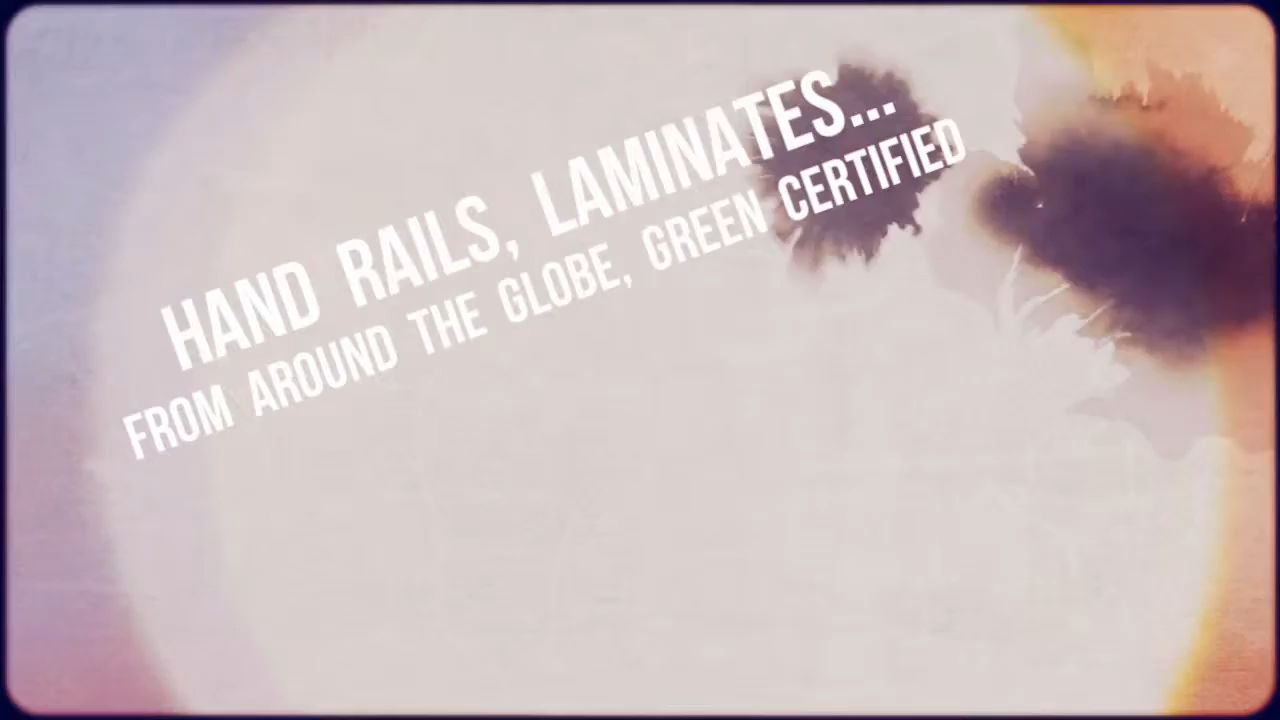 HAND RAILS, LAMINATES...
FROM AROUND THE GLOBE, GREEN CERTIFIED